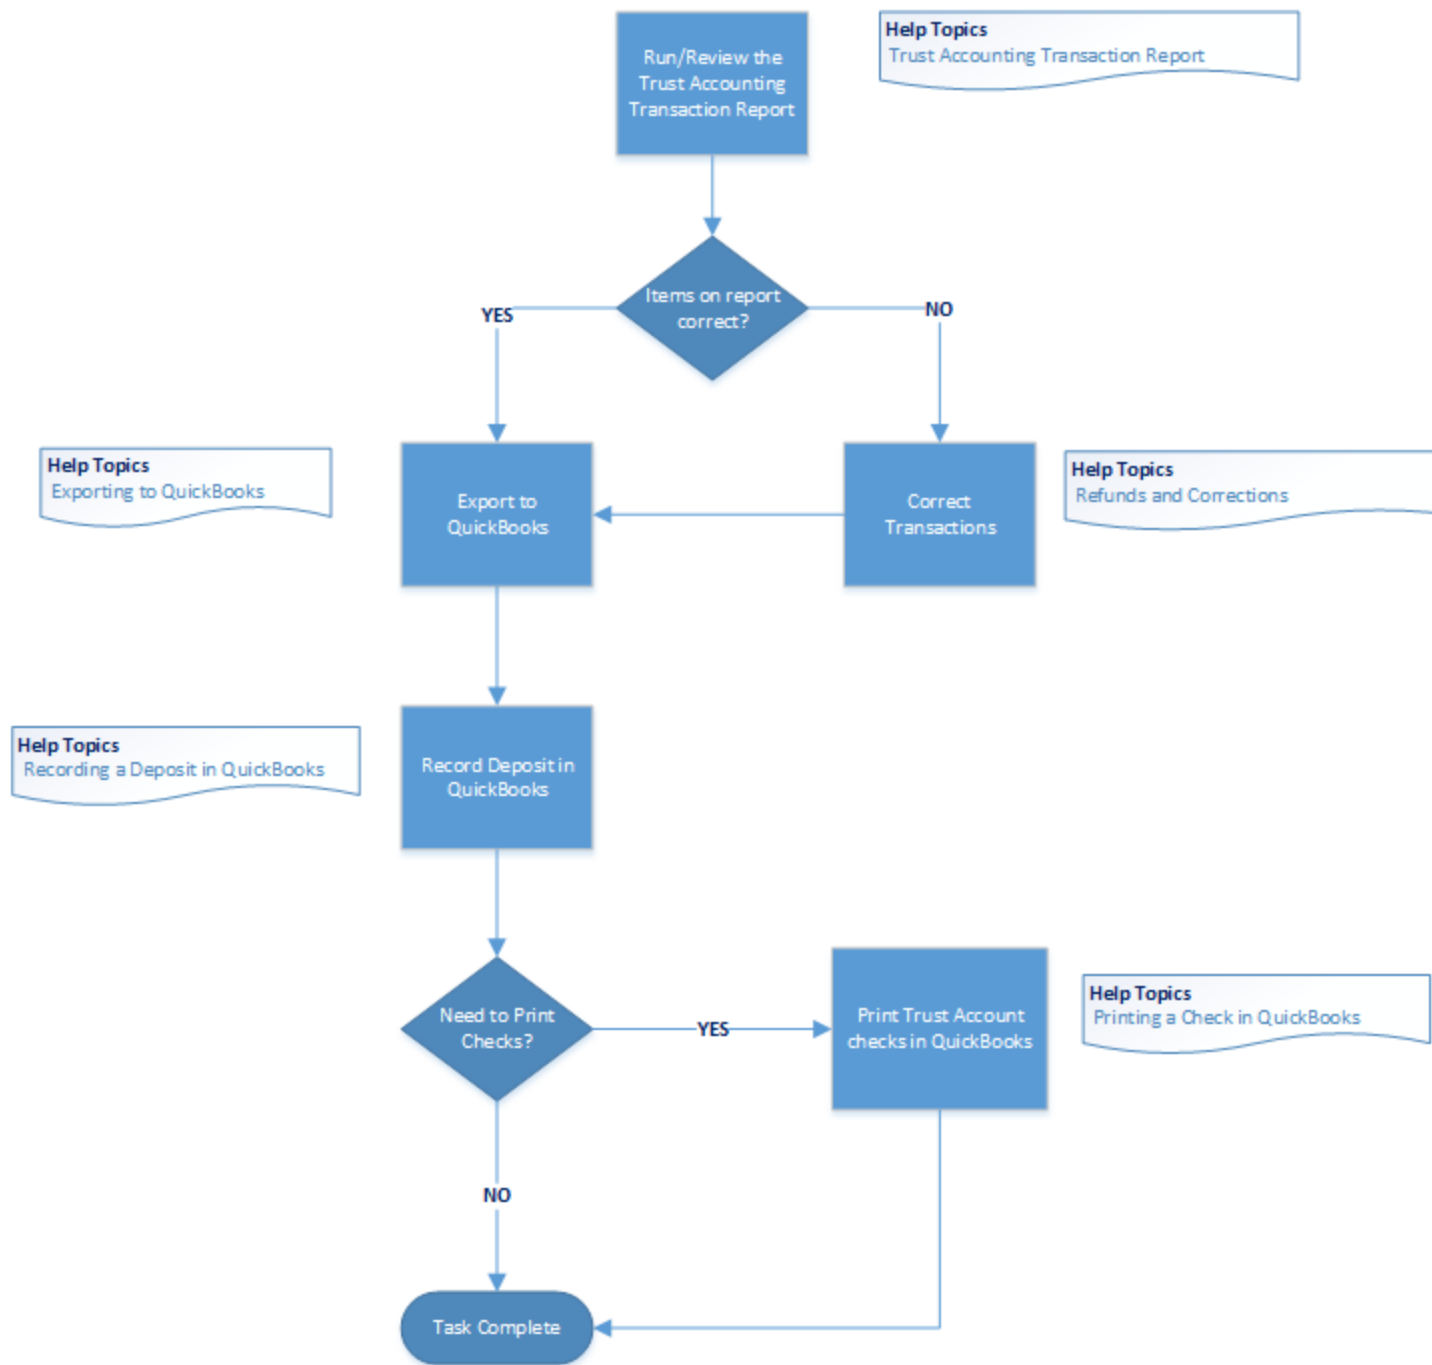 Run/Review the
Trust Accounting
Transaction Report
Help Topics
Trust Accounting Transaction Report
Items on report
correct?
YES
NO
Help Topics
Exporting to QuickBooks
Export to
QuickBooks
Correct
Transactions
Help Topics
Refunds and Corrections
Help Topics
Recording a Deposit in QuickBooks
Record Deposit in
QuickBooks
Need to Print
Checks?
YES
Print Trust Account
checks in QuickBooks
Help Topics
Printing a Check in QuickBooks
NO
Task Complete